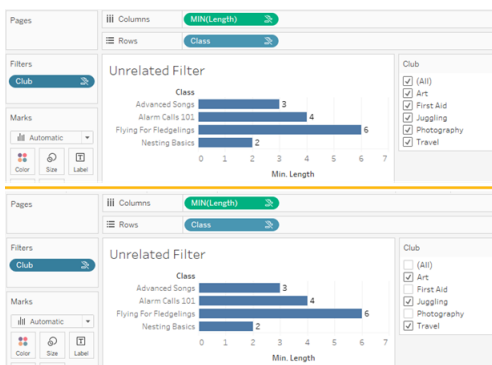 Pages
Columns
MIN(Length)
Rows
Class
Filters
Club
Marks
Automatic
Color
Size
Label
Unrelated Filter
Class
Advanced Songs
3
Alarm Calls 101
4
Flying For Fledgelings
6
Nesting Basics
2
0 1 2 3 4 5 6 7
Min. Length
Club
(All)
Art
First Aid
Juggling
Photography
Travel
Pages
Columns
MIN(Length)
Rows
Class
Filters
Club
Marks
Automatic
Color
Size
Label
Unrelated Filter
Class
Advanced Songs
3
Alarm Calls 101
4
Flying For Fledgelings
6
Nesting Basics
2
0 1 2 3 4 5 6 7
Min. Length
Club
(All)
Art
First Aid
Juggling
Photography
Travel